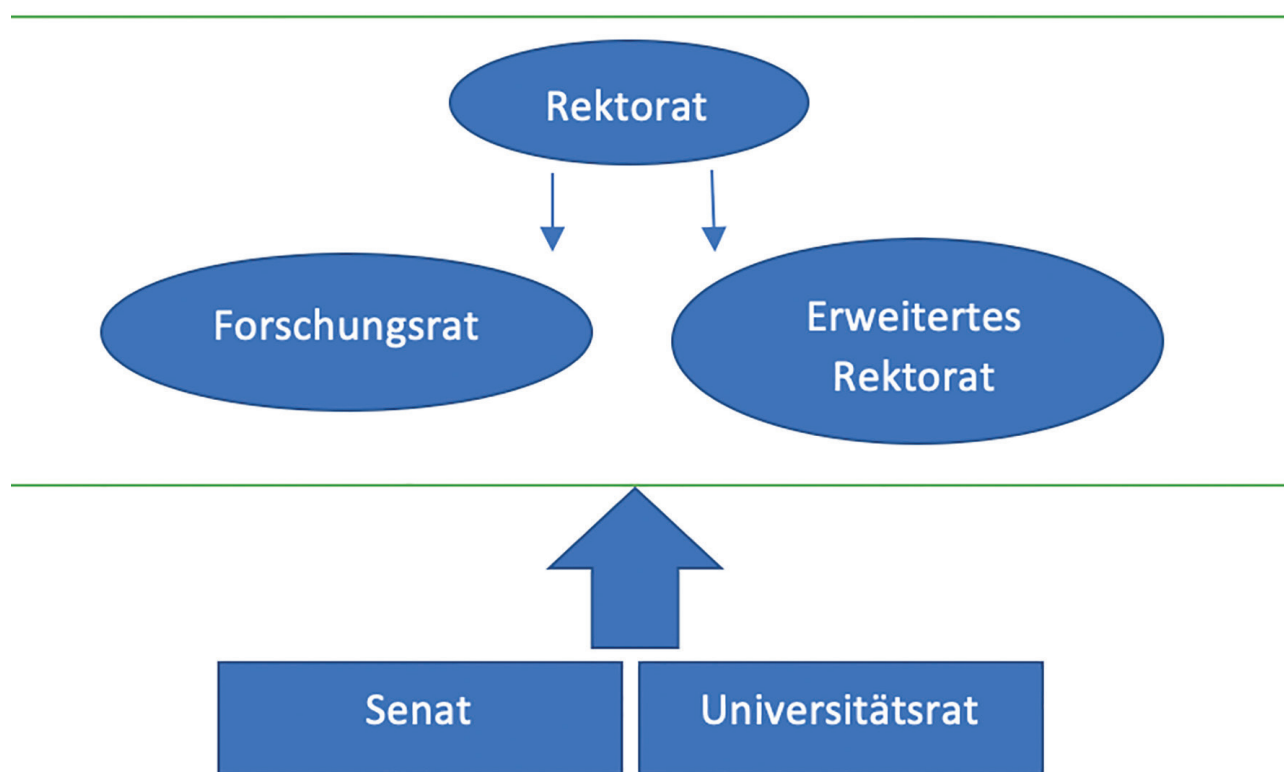 Rektorat
Forschungsrat
Erweitertes
Rektorat
Senat
Universitätsrat